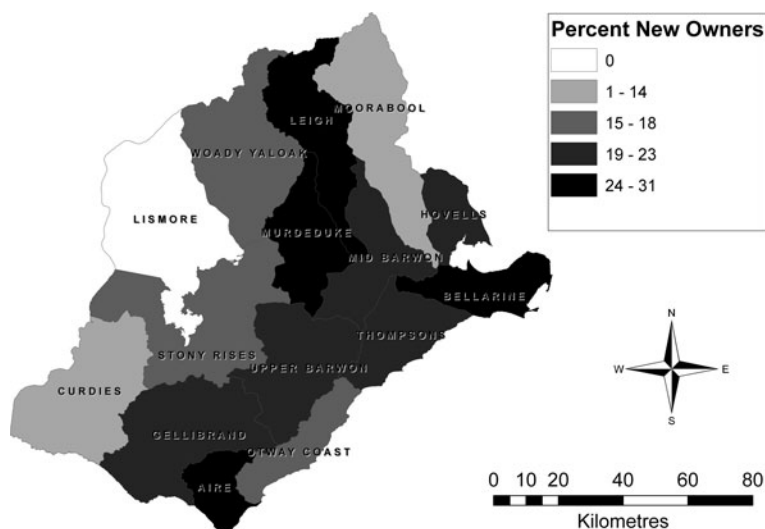 Percent New Owners
0
1 - 14
15 - 18
19 - 23
24 - 31
MOORABOOL
LEIGH
WOADY YALOAK
LISMORE
HOVELLS
MURDEDUKE
MID BARWON
BELLARINE
THOMPSONS
STONY RISES
UPPER BARWON
CURDIES
GELLIBRAND
OTWAY COAST
AIRE
N
W E
S
0 10 20 40 60 80
Kilometres